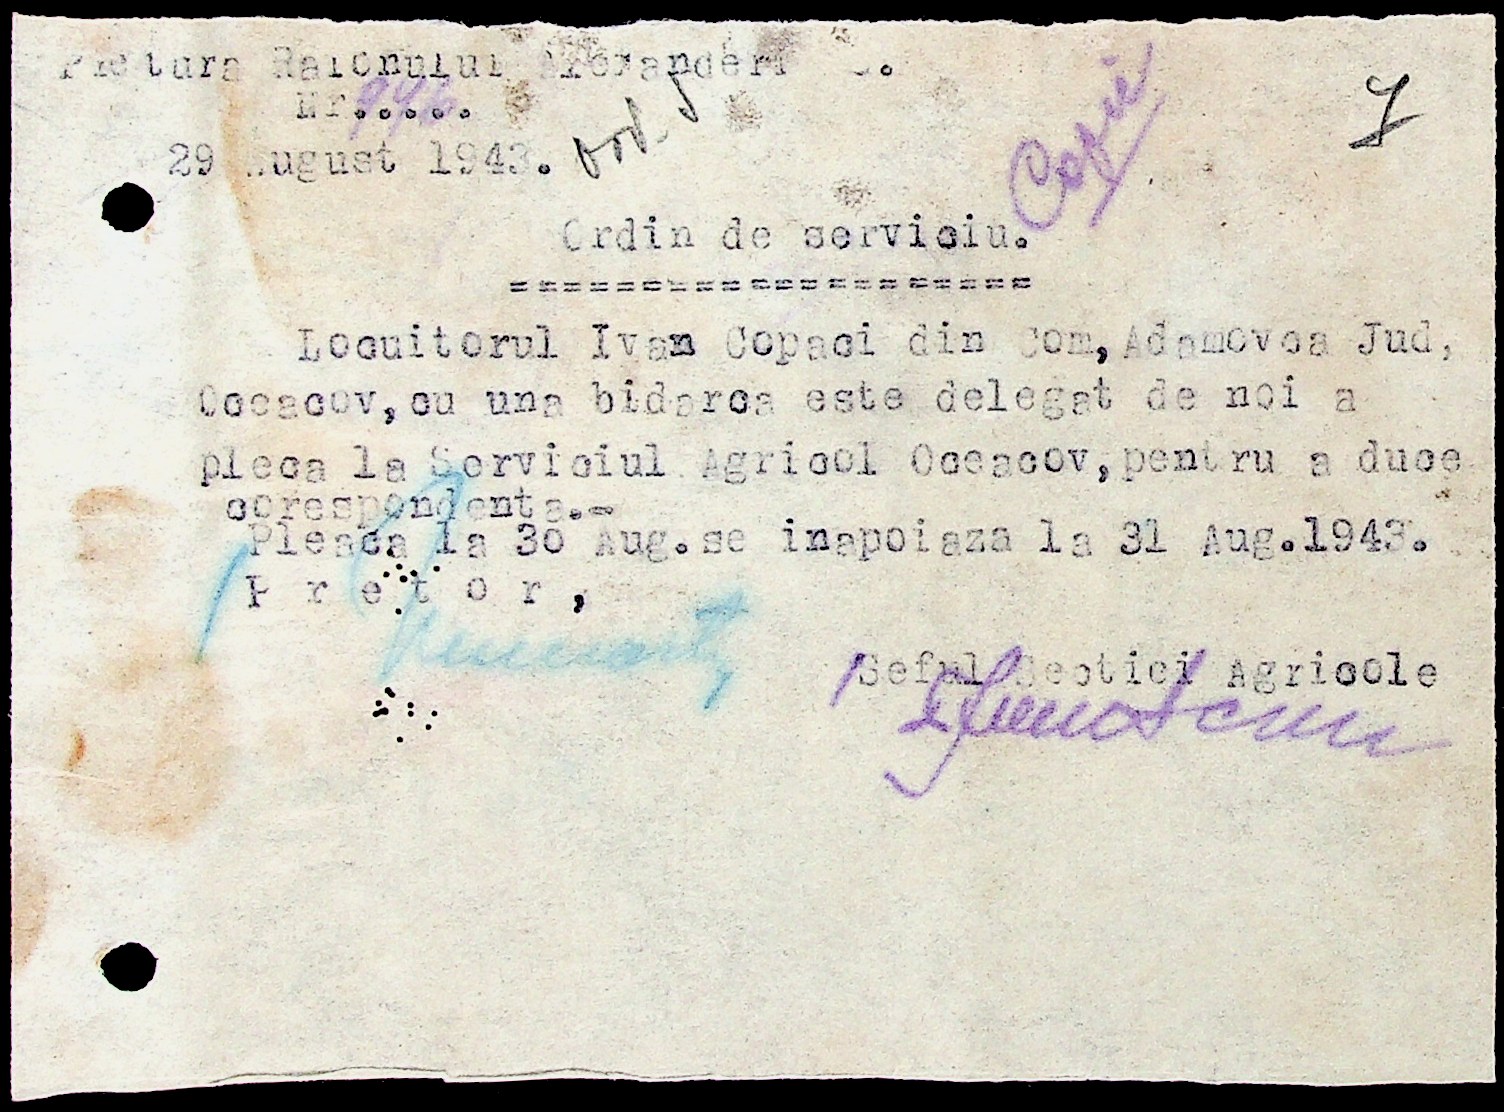 Pretura Raionului Alexanderf
Nr.....
29 August 1943.
Copie
7
Ordin de serviciu.
====================
Locuitorul Ivan Copaci din Com, Adamovca Jud,
Oceacov, cu una bidarca este delegat de noi a
pleca la Serviciul Agricol Oceacov, pentru a duce
corespondenta.-
Pleaca la 30 Aug. se inapoiaza la 31 Aug. 1943.
P r e t o r ,
Seful Sectiei Agricole